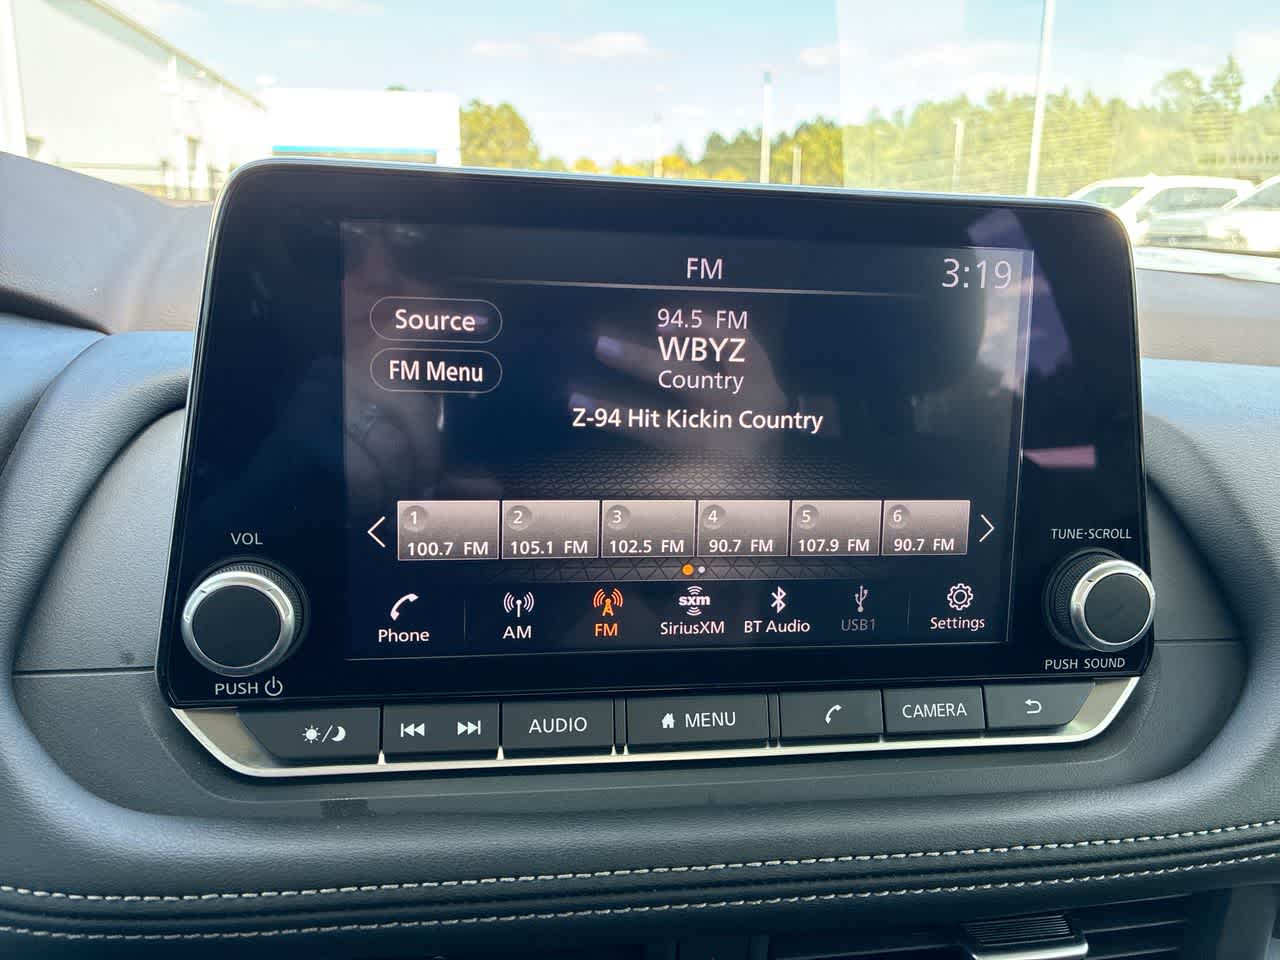 FM
3:19
Source
94.5 FM
WBYZ
FM Menu
Country
Z-94 Hit Kickin Country
1
100.7 FM
2
105.1 FM
3
102.5 FM
4
90.7 FM
5
107.9 FM
6
90.7 FM
VOL
TUNE·SCROLL
Phone
AM
FM
sxm
SiriusXM
BT Audio
USB1
Settings
PUSH
PUSH SOUND
AUDIO
MENU
CAMERA